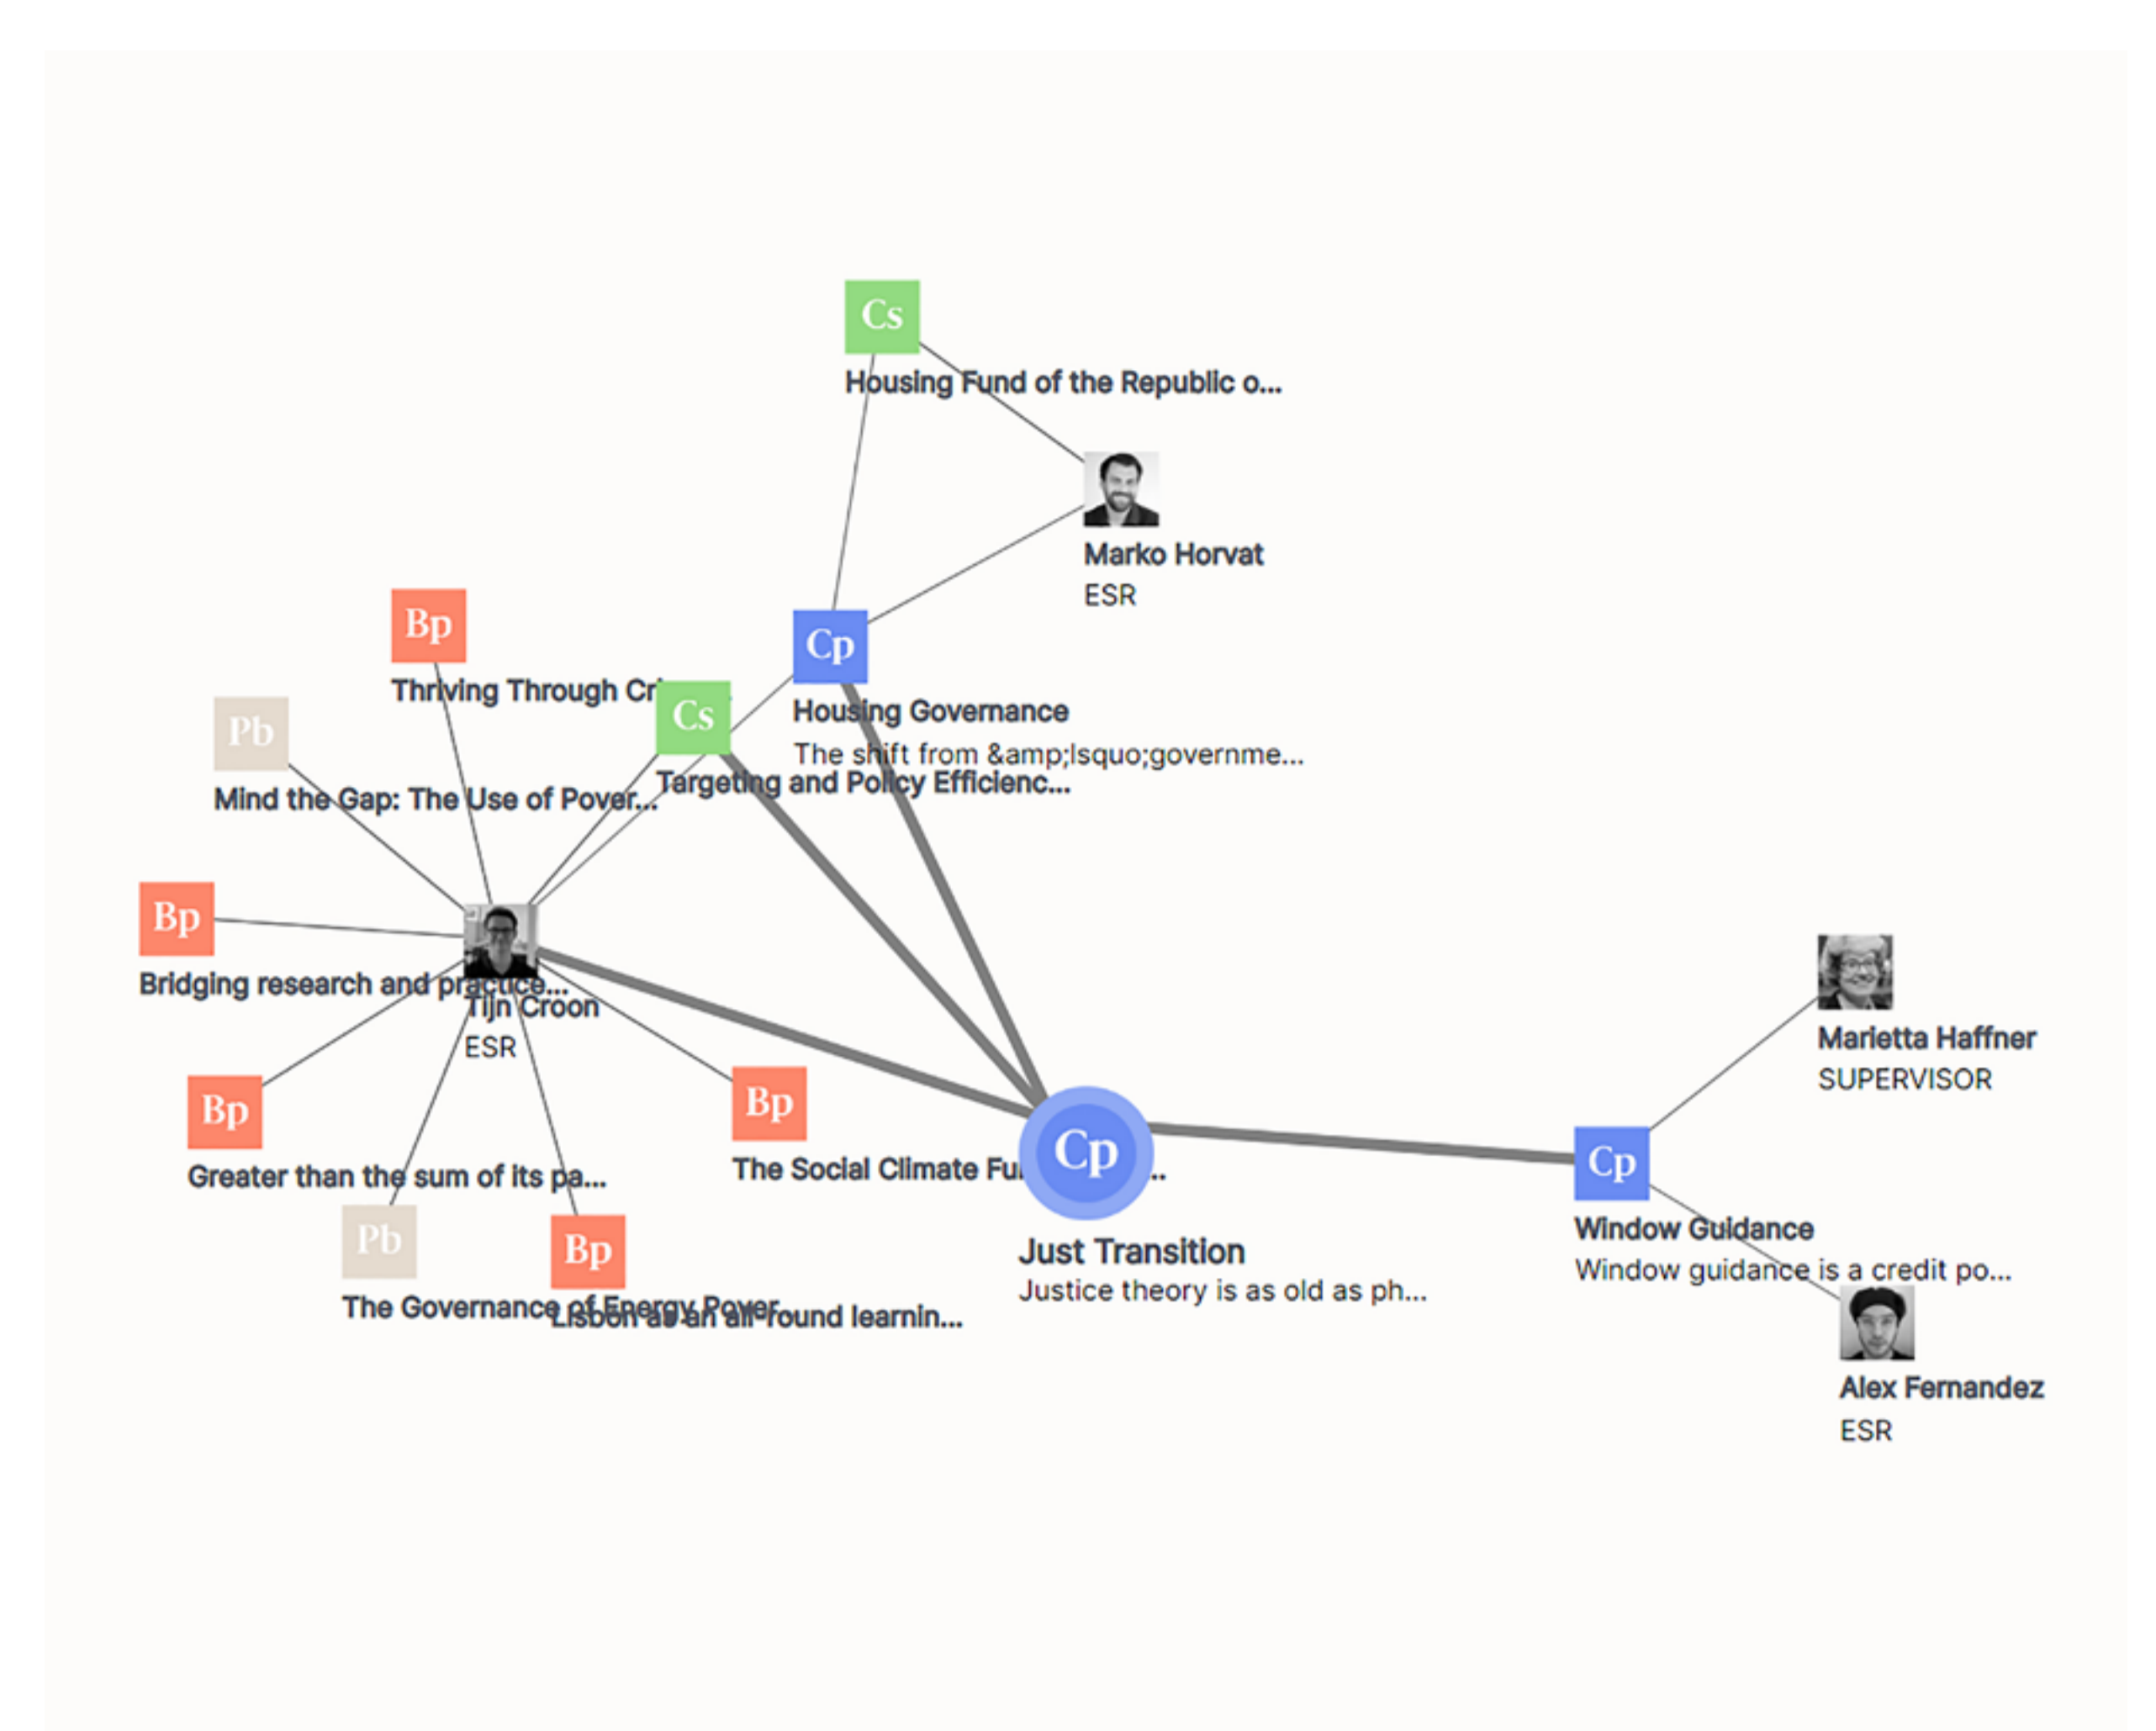 Cs
Housing Fund of the Republic o...
Marko Horvat
ESR
Bp
Thriving Through
Cp
Housing Governance
The shift from &amp;lsquo;governme...
Pb
Mind the Gap: The Use of Pover...
Cs
Targeting and Policy Efficienc...
Bp
Bridging research and practice...
Tijn Croon
ESR
Bp
Greater than the sum of its pa...
Pb
The Governance of Energy Pover...
Bp
Lisbon as an all-round learnin...
Bp
The Social Climate
Cp
Just Transition
Justice theory is as old as ph...
Marietta Haffner
SUPERVISOR
Cp
Window Guidance
Window guidance is a credit po...
Alex Fernandez
ESR